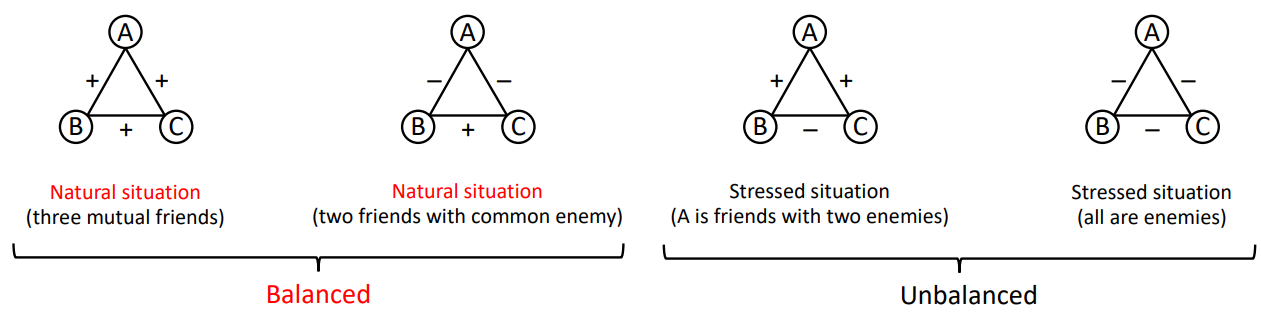 A
+ +
B + C
Natural situation
(three mutual friends)
A
– –
B + C
Natural situation
(two friends with common enemy)
A
+ +
B – C
Stressed situation
(A is friends with two enemies)
A
– –
B – C
Stressed situation
(all are enemies)
Balanced
Unbalanced